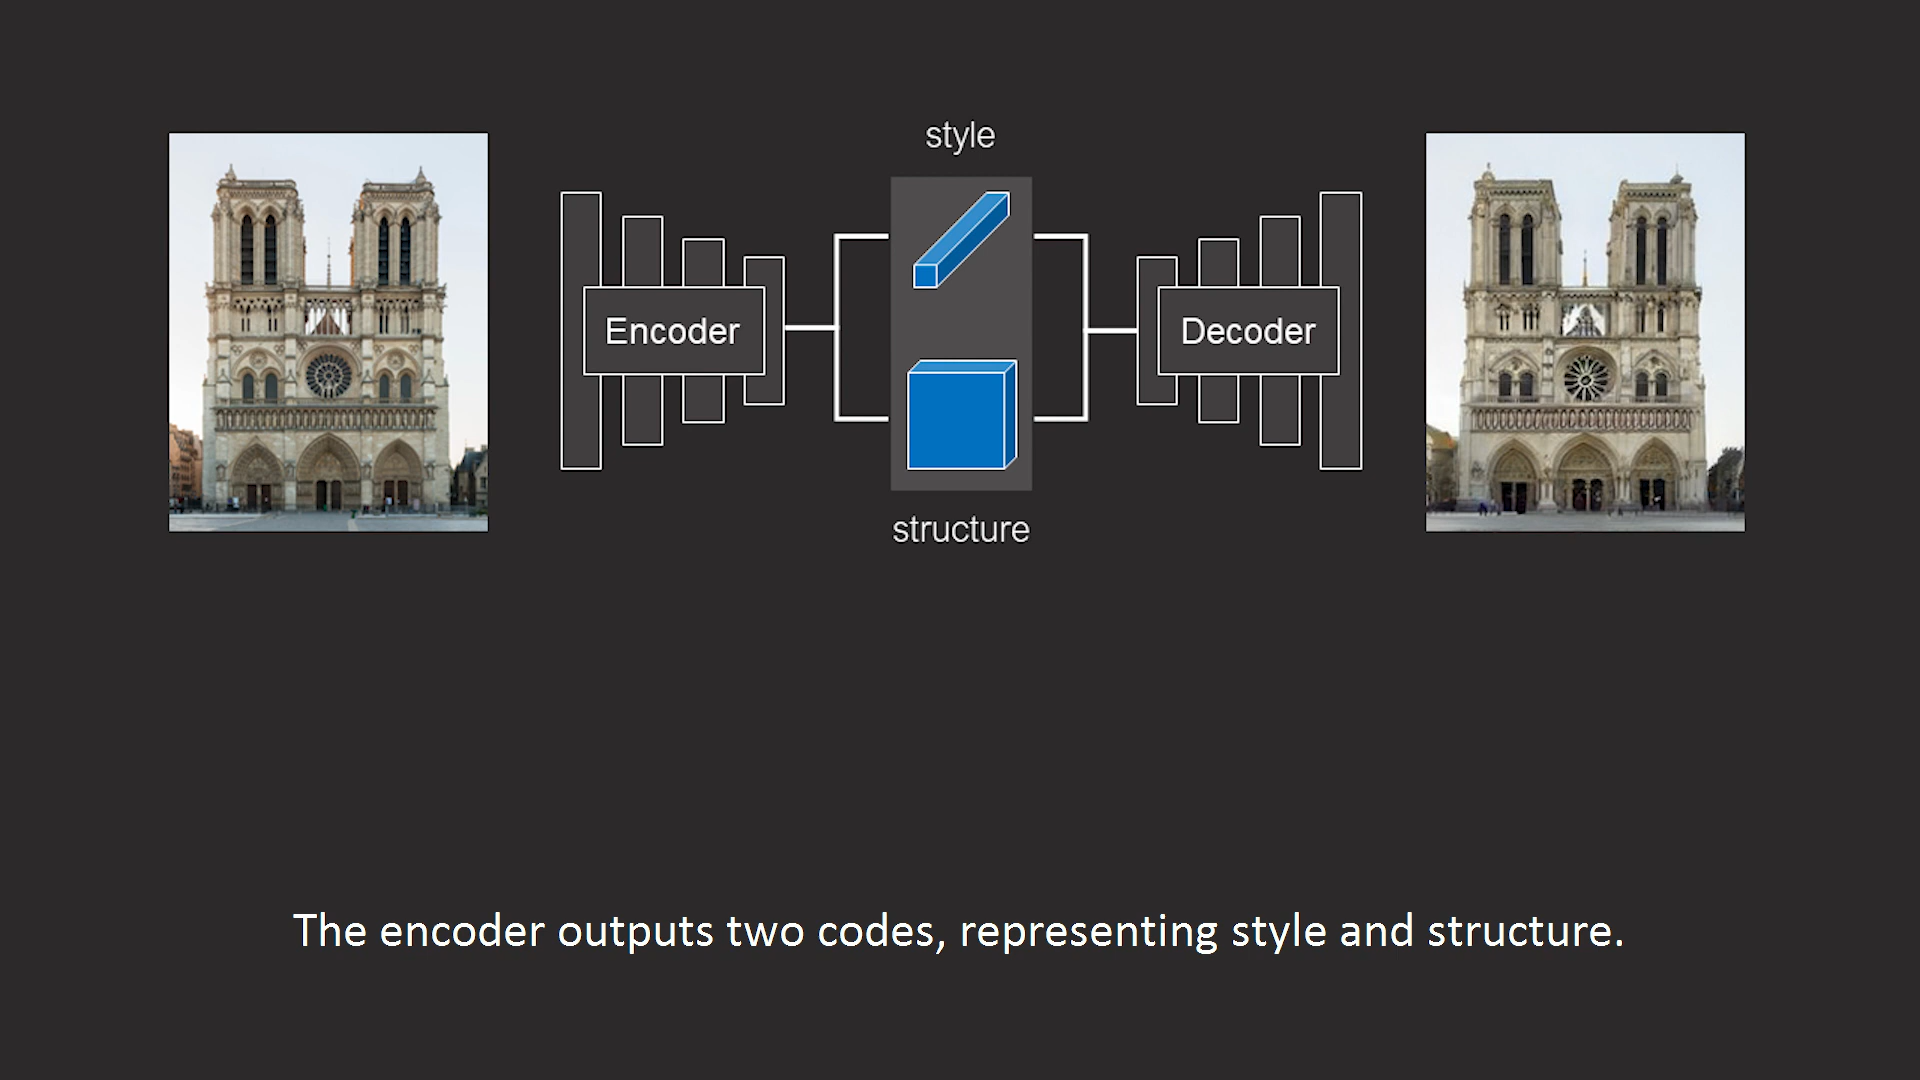 style
Encoder
Decoder
structure
The encoder outputs two codes, representing style and structure.